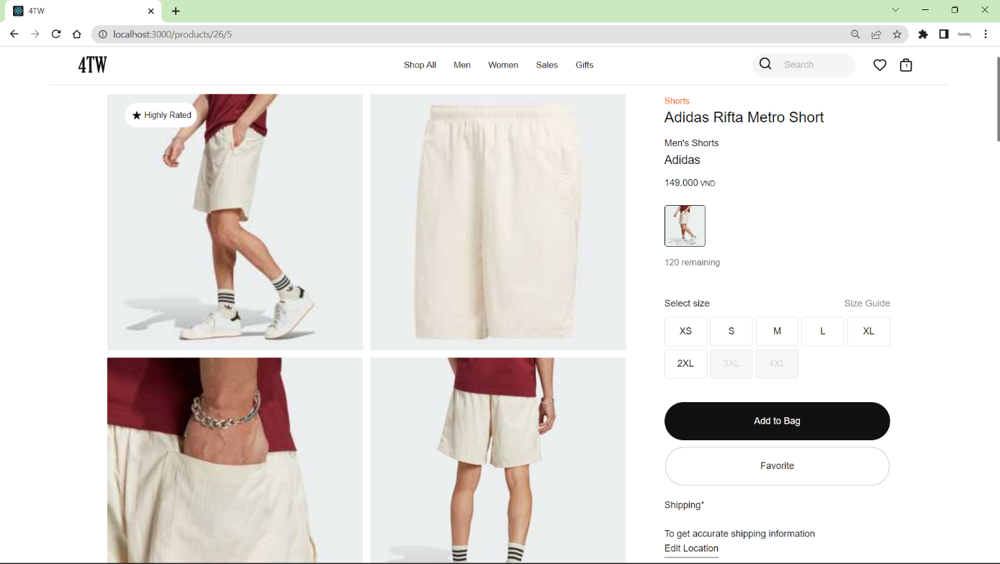 4TW
localhost:3000/products/26/5
4TW
Shop All Men Women Sales Gifts
Search
1
Highly Rated
Shorts
Adidas Rifta Metro Short
Men's Shorts
Adidas
149.000 VND
120 remaining
Select size Size Guide
XS S M L XL
2XL 3XL 4XL
Add to Bag
Favorite
Shipping*
To get accurate shipping information
Edit Location